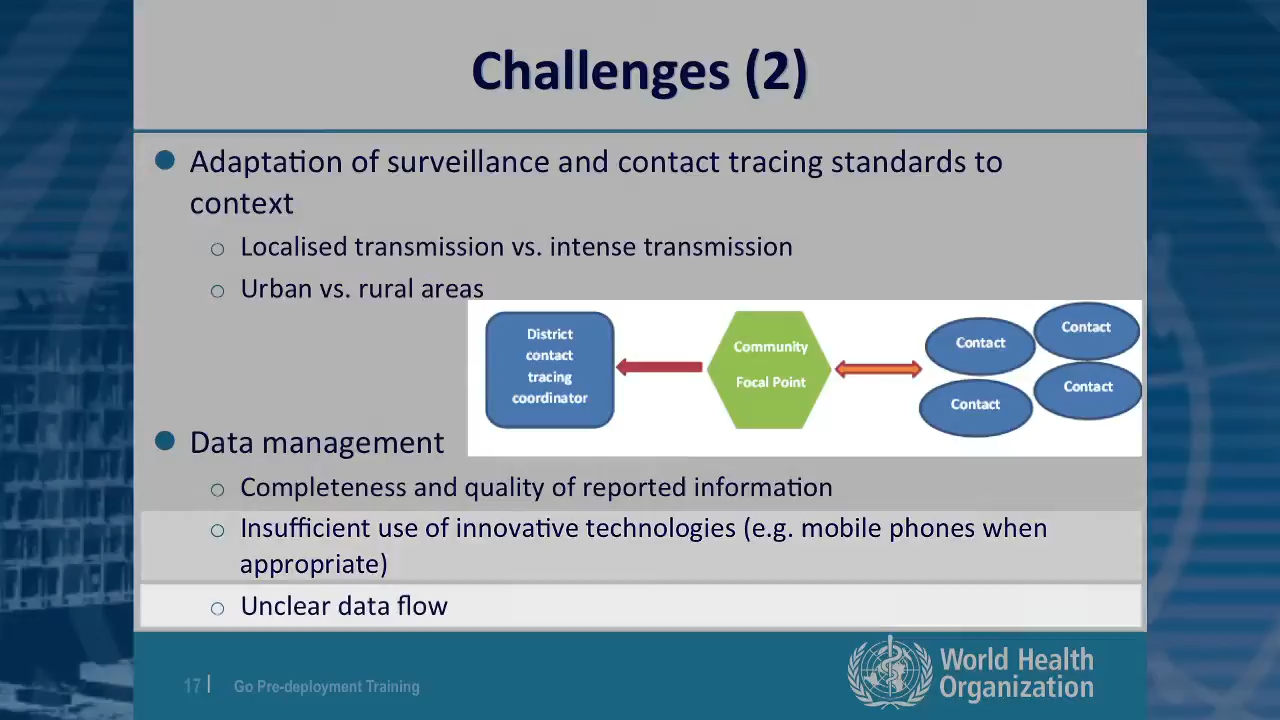 Challenges (2)
Adaptation of surveillance and contact tracing standards to
context
Localised transmission vs. intense transmission
Urban vs. rural areas
District
contact
tracing
coordinator
Community
Focal Point
Contact
Contact
Contact
Contact
Data management
Completeness and quality of reported information
Insufficient use of innovative technologies (e.g. mobile phones when
appropriate)
Unclear data flow
17 | Go Pre-deployment Training
World Health
Organization